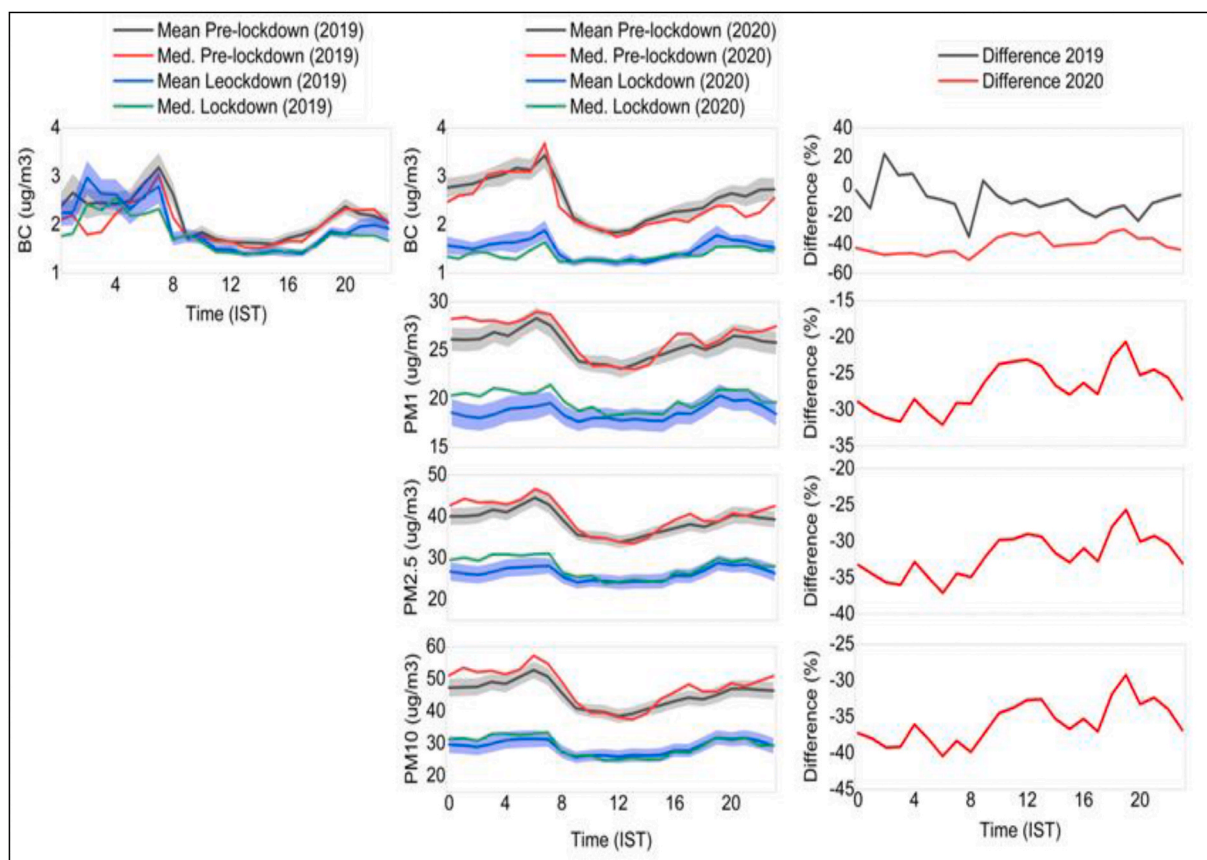 Mean Pre-lockdown (2019)
Med. Pre-lockdown (2019)
Mean Leockdown (2019)
Med. Lockdown (2019)
Mean Pre-lockdown (2020)
Med. Pre-lockdown (2020)
Mean Lockdown (2020)
Med. Lockdown (2020)
Difference 2019
Difference 2020
BC (ug/m3)
4
3
2
1
0 4 8 12 16 20
Time (IST)
BC (ug/m3)
4
3
2
1
Difference (%)
40
20
0
-20
-40
-60
PM1 (ug/m3)
30
25
20
15
Difference (%)
-15
-20
-25
-30
-35
PM2.5 (ug/m3)
50
40
30
20
Difference (%)
-20
-25
-30
-35
-40
PM10 (ug/m3)
60
50
40
30
20
0 4 8 12 16 20
Time (IST)
Difference (%)
-25
-30
-35
-40
-45
0 4 8 12 16 20
Time (IST)